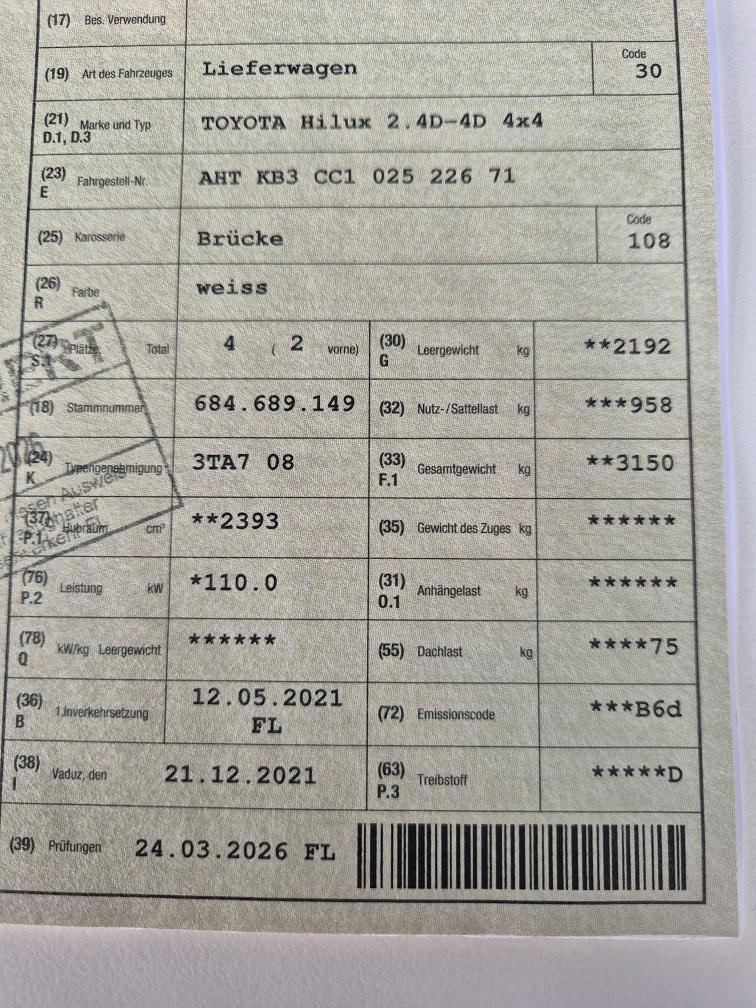 (17) Bes. Verwendung
(19) Art des Fahrzeuges Lieferwagen Code 30
(21) Marke und Typ TOYOTA Hilux 2.4D-4D 4x4
D.1, D.3
(23) Fahrgestell-Nr. AHT KB3 CC1 025 226 71
E
(25) Karosserie Brücke Code 108
(26) Farbe weiss
R
(27) Plätze Total 4 ( 2 vorne) (30) Leergewicht kg **2192
S.1 G
(18) Stammnummer 684.689.149 (32) Nutz-/Sattellast kg ***958
(24) Typengenehmigung 3TA7 08 (33) Gesamtgewicht kg **3150
K F.1
(37) Hubraum cm³ **2393 (35) Gewicht des Zuges kg ******
P.1
(76) Leistung kW *110.0 (31) Anhängelast kg ******
P.2 O.1
(78) kW/kg Leergewicht ****** (55) Dachlast kg ****75
Q
(36) 1.Inverkehrsetzung 12.05.2021 (72) Emissionscode ***B6d
B FL
(38) Vaduz, den 21.12.2021 (63) Treibstoff *****D
I P.3
(39) Prüfungen 24.03.2026 FL